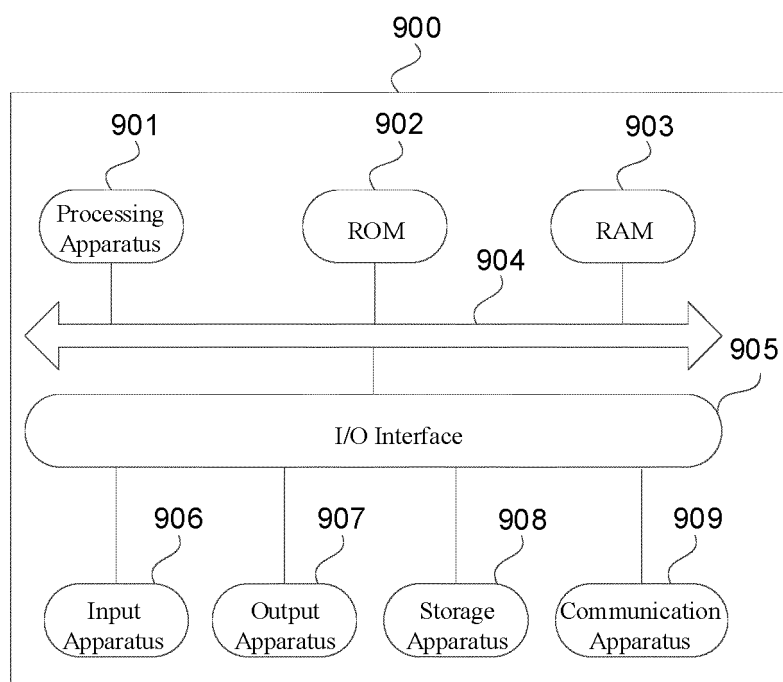 900
901
902
903
Processing
Apparatus
ROM
RAM
904
905
I/O Interface
906
907
908
909
Input
Apparatus
Output
Apparatus
Storage
Apparatus
Communication
Apparatus